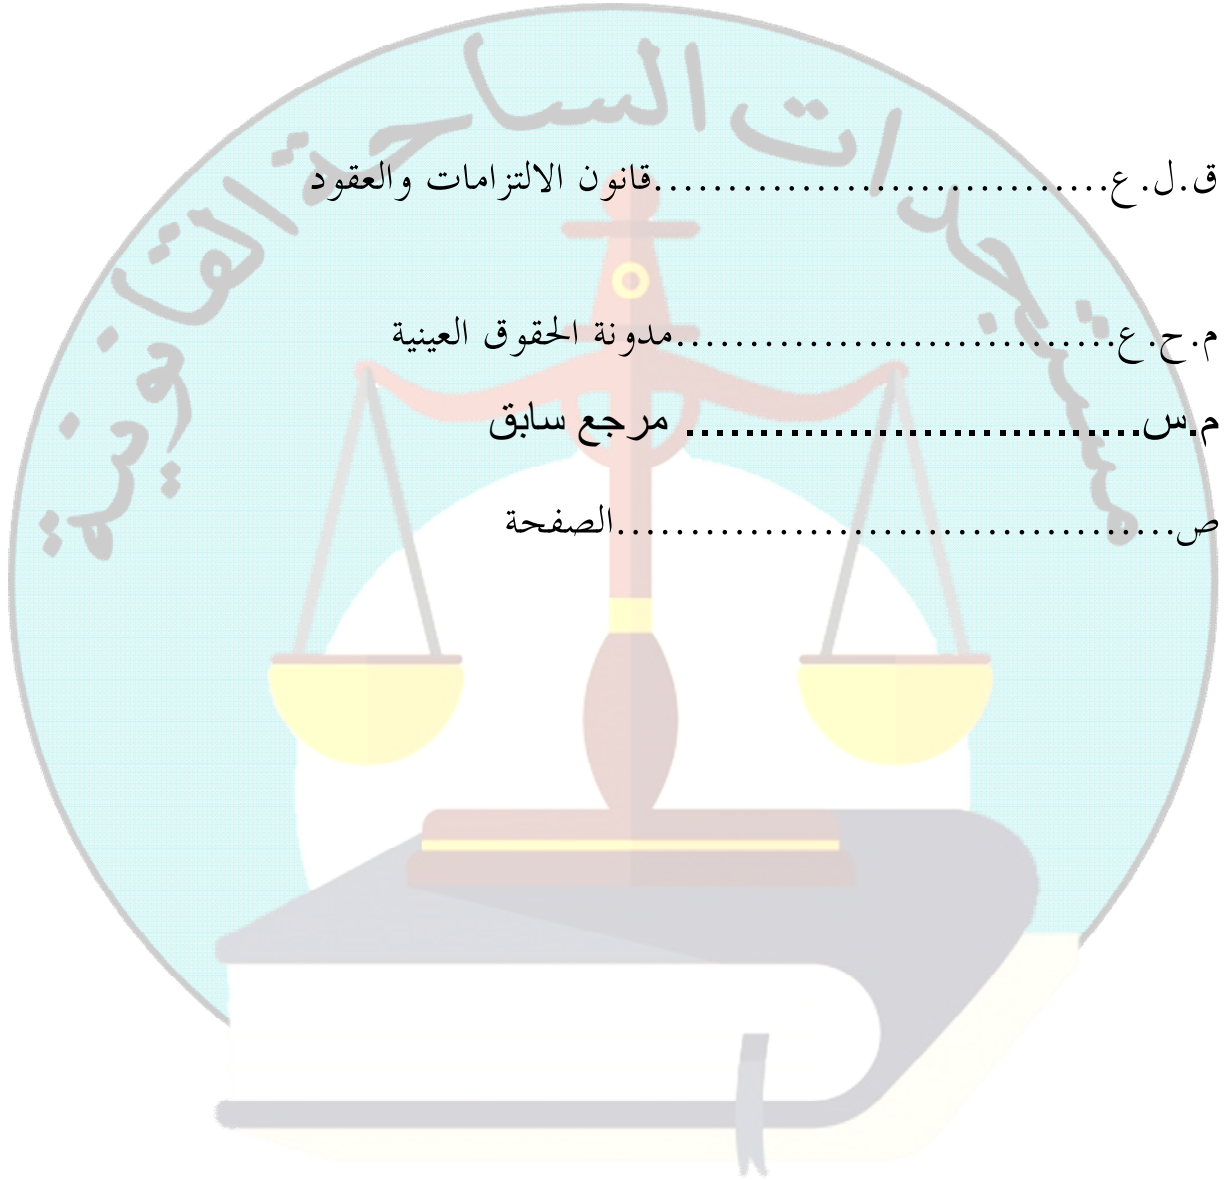 مستجدات الساحة القانونية
ق.ل.ع...............................قانون الالتزامات والعقود
م.ح.ع..............................مدونة الحقوق العينية
م.س............................... مرجع سابق
ص......................................الصفحة